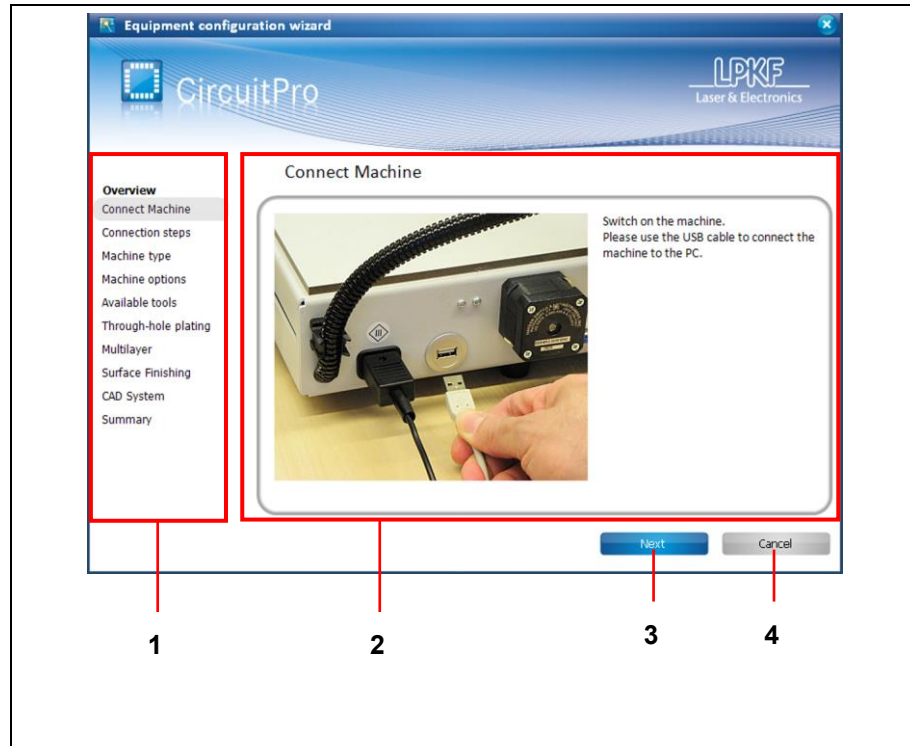 Equipment configuration wizard
CircuitPro
LPKF
Laser & Electronics
Overview
Connect Machine
Connection steps
Machine type
Machine options
Available tools
Through-hole plating
Multilayer
Surface Finishing
CAD System
Summary
Connect Machine
Switch on the machine.
Please use the USB cable to connect the
machine to the PC.
Next
Cancel
1
2
3
4